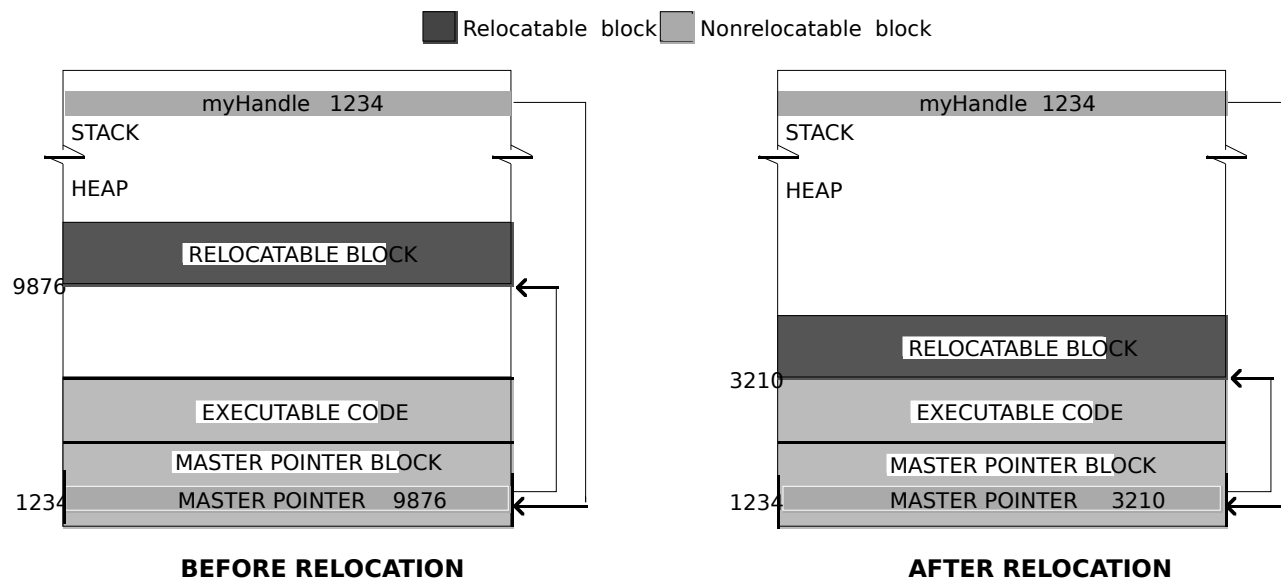 Relocatable block Nonrelocatable block
myHandle 1234
STACK
HEAP
RELOCATABLE BLOCK
9876
EXECUTABLE CODE
MASTER POINTER BLOCK
1234 MASTER POINTER 9876
BEFORE RELOCATION
myHandle 1234
STACK
HEAP
RELOCATABLE BLOCK
3210
EXECUTABLE CODE
MASTER POINTER BLOCK
1234 MASTER POINTER 3210
AFTER RELOCATION